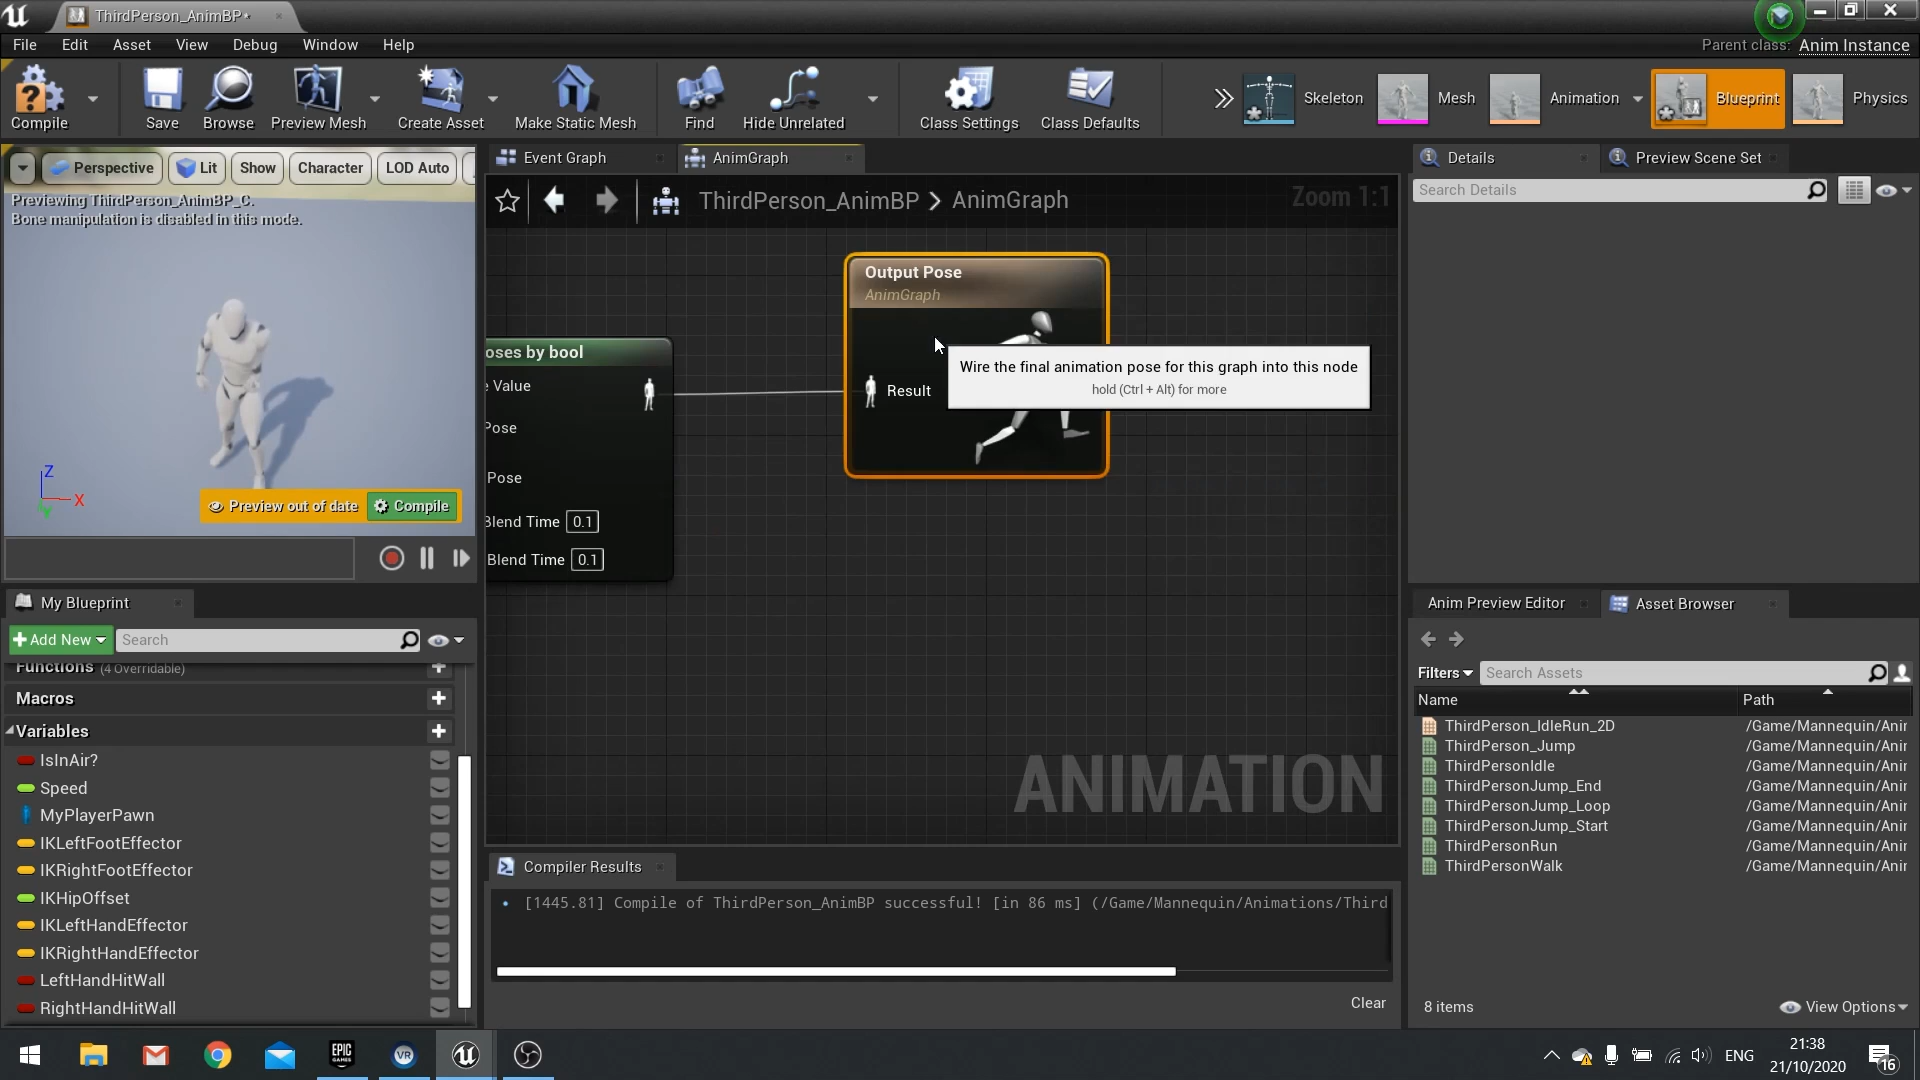 ThirdPerson_AnimBP*
File Edit Asset View Debug Window Help
Parent class: Anim Instance
Compile
Save
Browse
Preview Mesh
Create Asset
Make Static Mesh
Find
Hide Unrelated
Class Settings
Class Defaults
Skeleton
Mesh
Animation
Blueprint
Physics
Perspective
Lit
Show
Character
LOD Auto
Previewing ThirdPerson_AnimBP_C.
Bone manipulation is disabled in this mode.
Z
X
Y
Preview out of date
Compile
Event Graph
AnimGraph
ThirdPerson_AnimBP > AnimGraph
Zoom 1:1
oses by bool
e Value
Pose
Pose
Blend Time 0.1
Blend Time 0.1
Output Pose
AnimGraph
Result
Wire the final animation pose for this graph into this node
hold (Ctrl + Alt) for more
ANIMATION
Compiler Results
[1445.81] Compile of ThirdPerson_AnimBP successful! [in 86 ms] (/Game/Mannequin/Animations/Third
Clear
My Blueprint
Add New
Search
Functions (4 Overridable)
Macros
Variables
IsInAir?
Speed
MyPlayerPawn
IKLeftFootEffector
IKRightFootEffector
IKHipOffset
IKLeftHandEffector
IKRightHandEffector
LeftHandHitWall
RightHandHitWall
Details
Preview Scene Set
Search Details
Anim Preview Editor
Asset Browser
Filters
Search Assets
Name Path
ThirdPerson_IdleRun_2D /Game/Mannequin/Anir
ThirdPerson_Jump /Game/Mannequin/Anir
ThirdPersonIdle /Game/Mannequin/Anir
ThirdPersonJump_End /Game/Mannequin/Anir
ThirdPersonJump_Loop /Game/Mannequin/Anir
ThirdPersonJump_Start /Game/Mannequin/Anir
ThirdPersonRun /Game/Mannequin/Anir
ThirdPersonWalk /Game/Mannequin/Anir
8 items
View Options
EPIC
GAMES
VR
ENG
21:38
21/10/2020
16